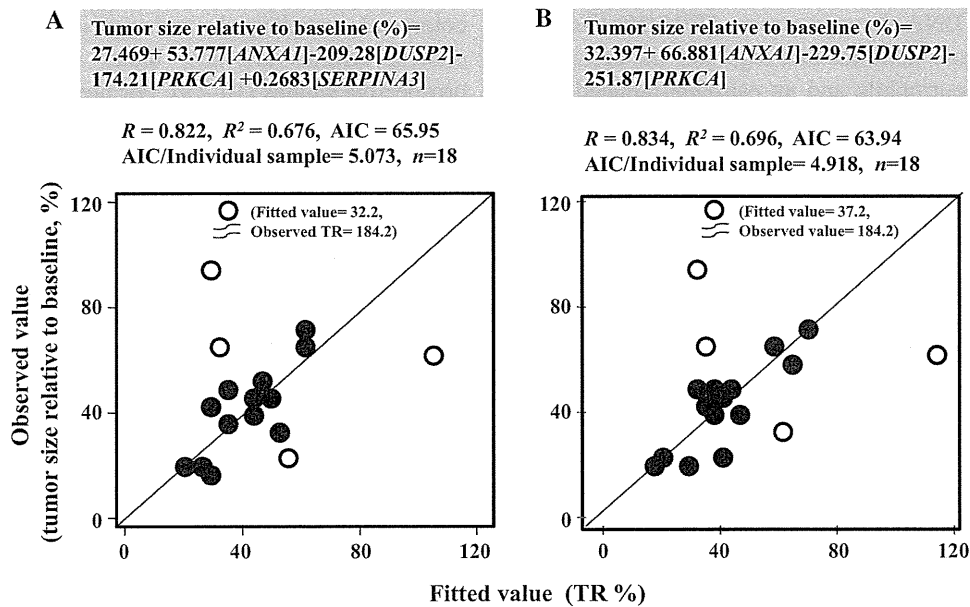 A
Tumor size relative to baseline (%)=
27.469+ 53.777[ANXA1]-209.28[DUSP2]-
174.21[PRKCA] +0.2683[SERPINA3]
R = 0.822, R² = 0.676, AIC = 65.95
AIC/Individual sample= 5.073, n=18
(Fitted value= 32.2,
Observed TR= 184.2)
120
80
40
0
0
40
80
120
B
Tumor size relative to baseline (%)=
32.397+ 66.881[ANXA1]-229.75[DUSP2]-
251.87[PRKCA]
R = 0.834, R² = 0.696, AIC = 63.94
AIC/Individual sample= 4.918, n=18
(Fitted value= 37.2,
Observed value= 184.2)
120
80
40
0
0
40
80
120
Observed value
(tumor size relative to baseline, %)
Fitted value (TR %)